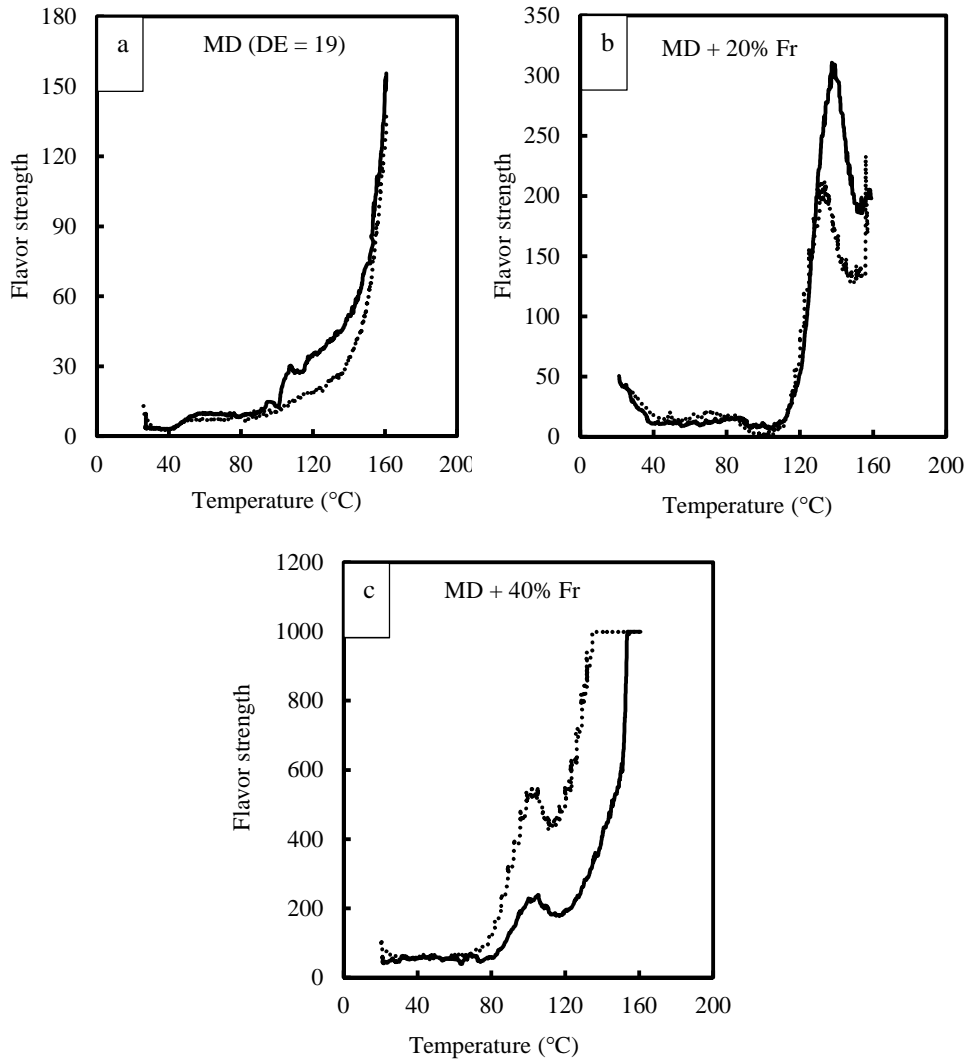 a
MD (DE = 19)
180
150
120
90
60
30
0
0 40 80 120 160 200
Flavor strength
Temperature (°C)
b
MD + 20% Fr
350
300
250
200
150
100
50
0
0 40 80 120 160 200
Flavor strength
Temperature (°C)
c
MD + 40% Fr
1200
1000
800
600
400
200
0
0 40 80 120 160 200
Flavor strength
Temperature (°C)